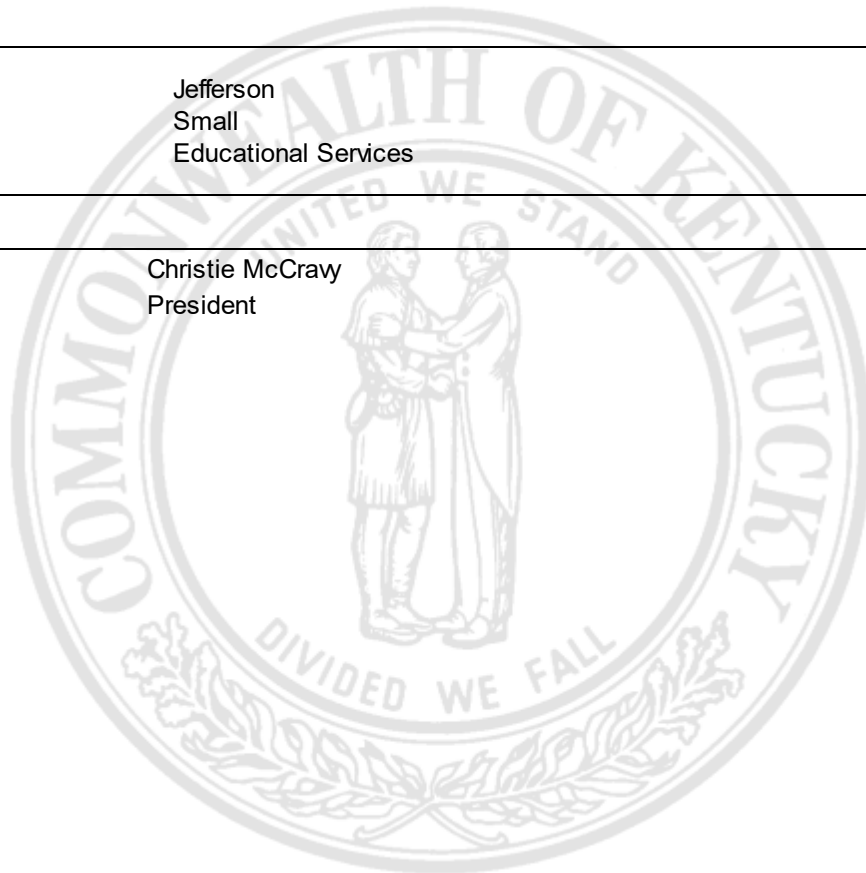 COMMONWEALTH OF KENTUCKY
Jefferson
Small
Educational Services
UNITED WE STAND
Christie McCravy
President
DIVIDED WE FALL